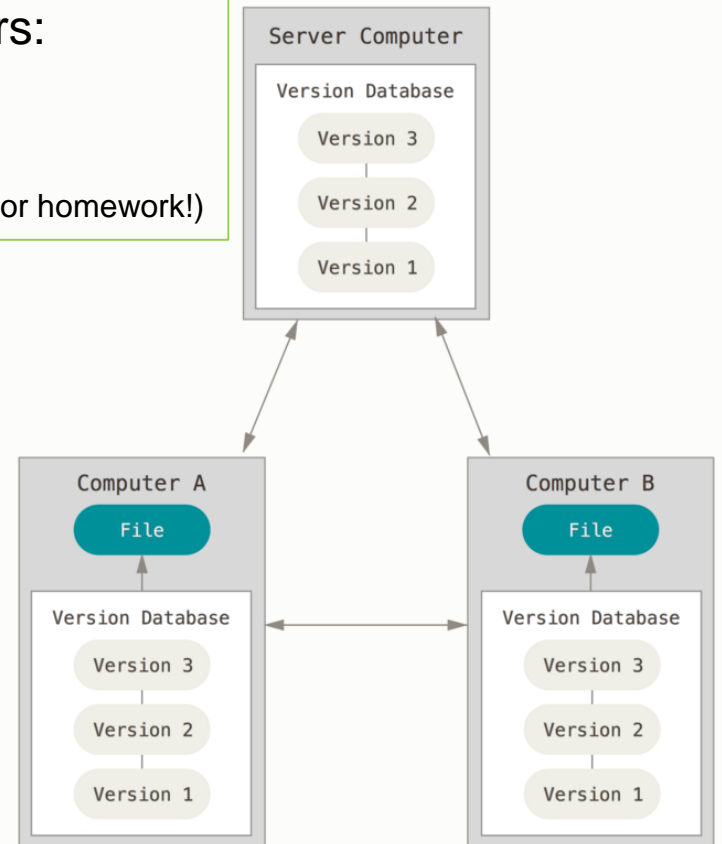 rs:
or homework!)
Server Computer
Version Database
Version 3
Version 2
Version 1
Computer A
File
Version Database
Version 3
Version 2
Version 1
Computer B
File
Version Database
Version 3
Version 2
Version 1